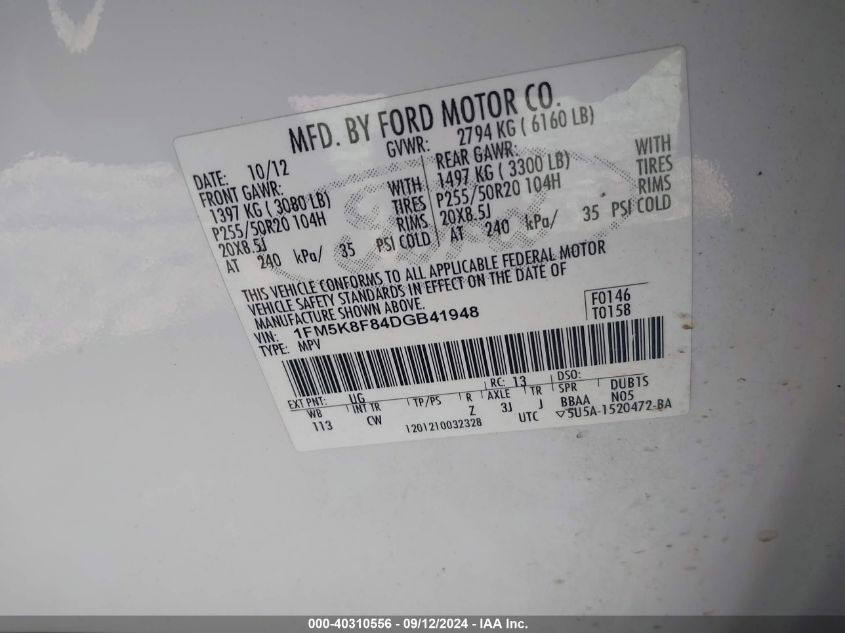 MFD. BY FORD MOTOR CO.
DATE: 10/12
GVWR: 2794 KG ( 6160 LB)
FRONT GAWR:
1397 KG ( 3080 LB) WITH
P255/50R20 104H TIRES
20X8.5J RIMS
AT 240 kPa/ 35 PSI COLD
REAR GAWR: WITH
1497 KG ( 3300 LB) TIRES
P255/50R20 104H RIMS
20X8.5J
AT 240 kPa/ 35 PSI COLD
THIS VEHICLE CONFORMS TO ALL APPLICABLE FEDERAL MOTOR
VEHICLE SAFETY STANDARDS IN EFFECT ON THE DATE OF
MANUFACTURE SHOWN ABOVE.
VIN: 1FM5K8F84DGB41948
TYPE: MPV
F0146
T0158
EXT PNT: UG RC: 13 DSO:
WB INT TR TP/PS R AXLE TR SPR DUB1S
113 CW Z 3J J BBAA N05
1201210032328 UTC ▽5U5A-1520472-BA
000-40310556 - 09/12/2024 - IAA Inc.